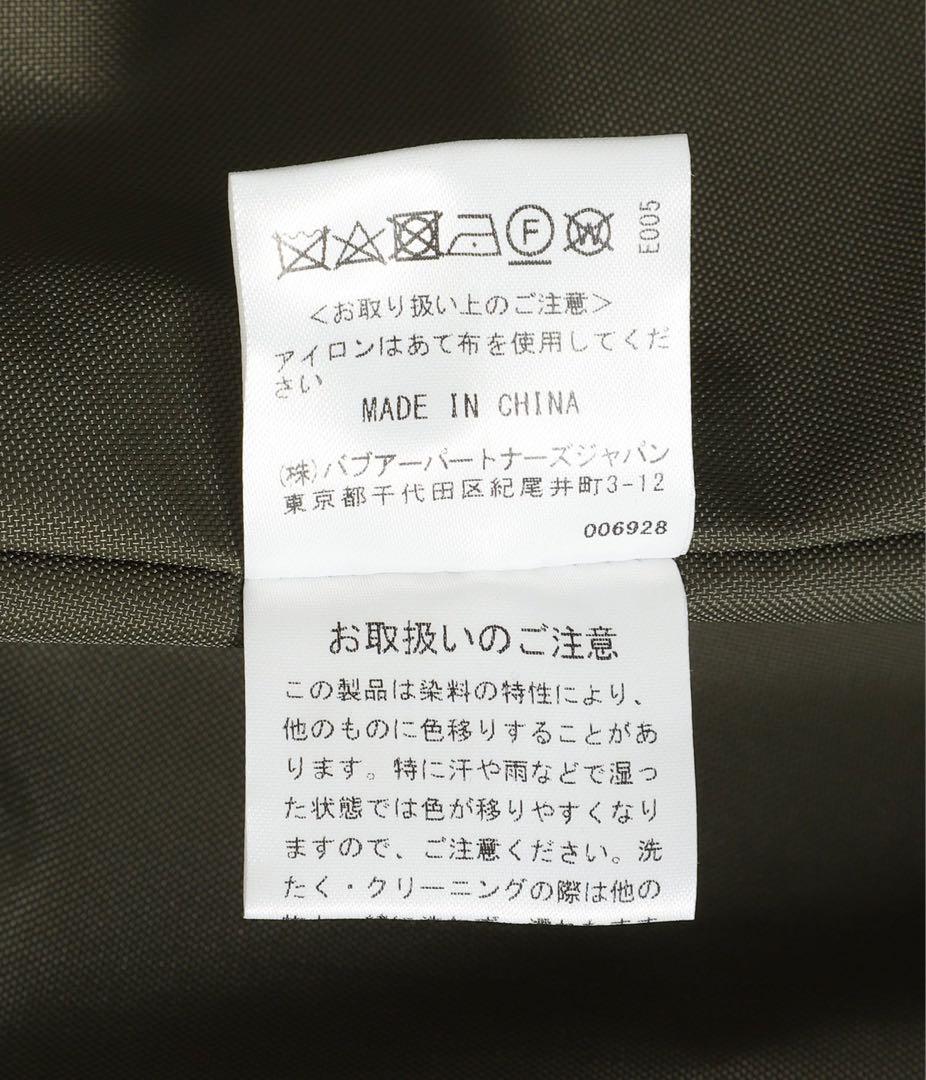 F W E005
<お取り扱い上のご注意>
アイロンはあて布を使用してくだ
さい
MADE IN CHINA
(株)バブアーパートナーズジャパン
東京都千代田区紀尾井町3-12
006928
お取扱いのご注意
この製品は染料の特性により、
他のものに色移りすることがあ
ります。特に汗や雨などで湿っ
た状態では色が移りやすくなり
ますので、ご注意ください。洗
たく・クリーニングの際は他の